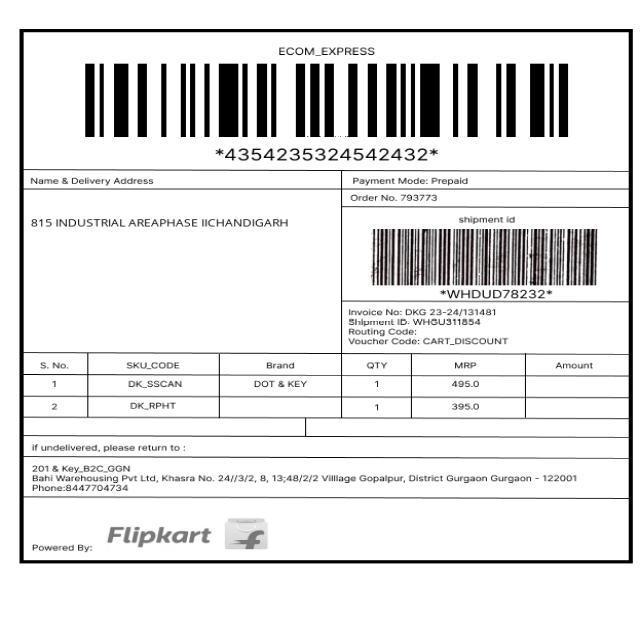 ECOM_EXPRESS
*4354235324542432*
Name & Delivery Address
Payment Mode: Prepaid
Order No. 793773
815 INDUSTRIAL AREAPHASE IICHANDIGARH
shipment id
*WHDUD78232*
Invoice No: DKG 23-24/131481
Shipment ID: WHGU311854
Routing Code:
Voucher Code: CART_DISCOUNT
S. No. SKU_CODE Brand QTY MRP Amount
1 DK_SSCAN DOT & KEY 1 495.0
2 DK_RPHT 1 395.0
if undelivered, please return to :
201 & Key_B2C_GGN
Bahi Warehousing Pvt Ltd, Khasra No. 24//3/2, 8, 13;48/2/2 Villlage Gopalpur, District Gurgaon Gurgaon - 122001
Phone:8447704734
Powered By: Flipkart